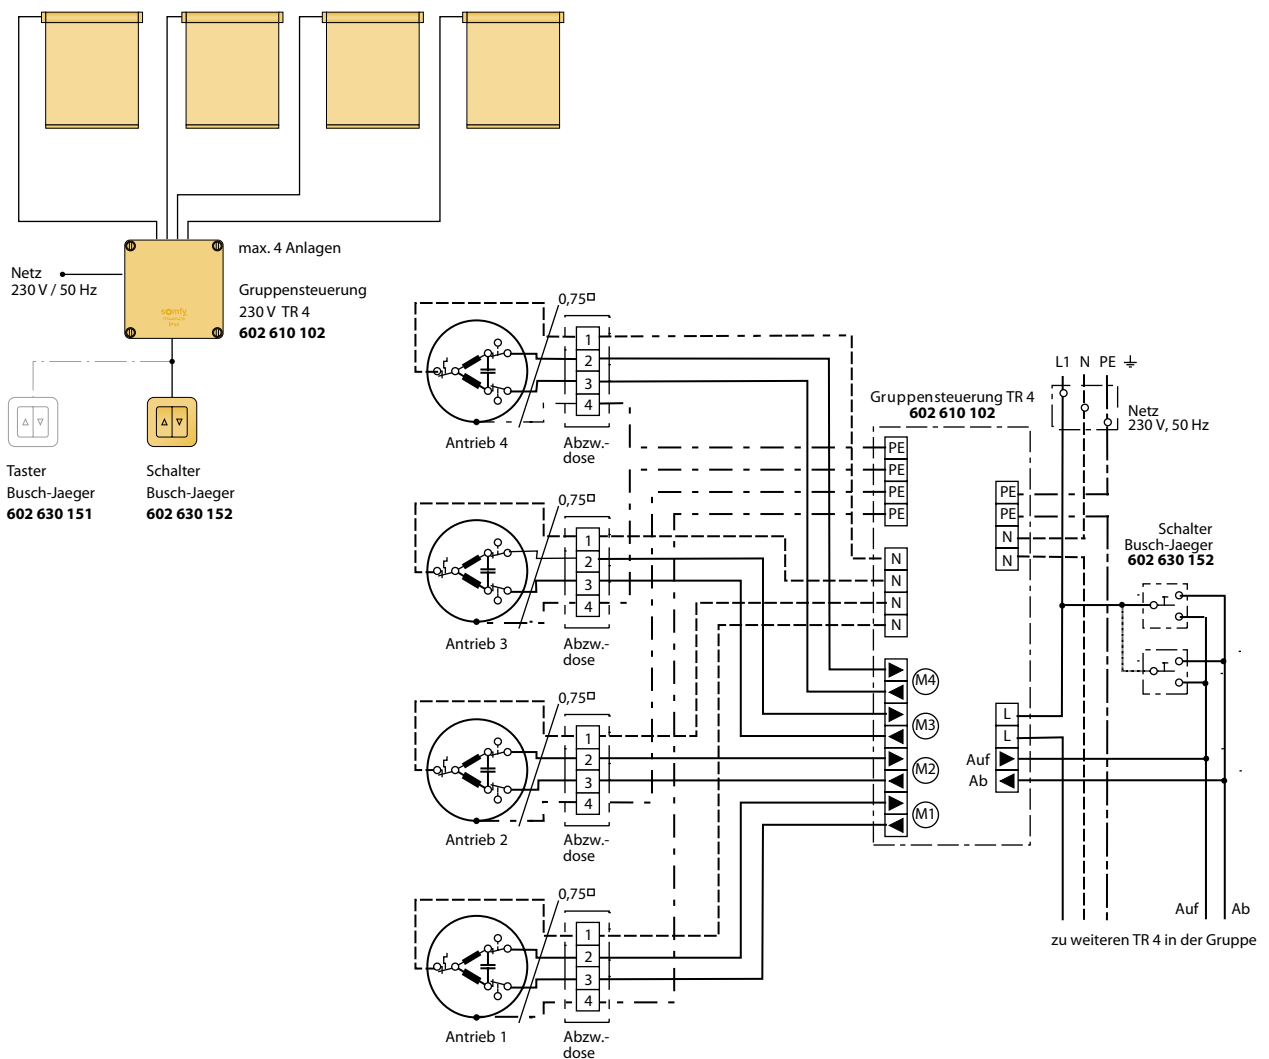 max. 4 Anlagen
Netz
230 V / 50 Hz
Gruppensteuerung
230 V TR 4
602 610 102
somfy
Taster
Busch-Jaeger
602 630 151
Schalter
Busch-Jaeger
602 630 152
0,75
1
2
3
4
Antrieb 4
Abzw.-
dose
0,75
1
2
3
4
Antrieb 3
Abzw.-
dose
0,75
1
2
3
4
Antrieb 2
Abzw.-
dose
0,75
1
2
3
4
Antrieb 1
Abzw.-
dose
Gruppensteuerung TR 4
602 610 102
PE
PE
PE
PE
N
N
N
N
M4
M3
M2
M1
L1 N PE
Netz
230 V, 50 Hz
PE
PE
N
N
L
L
Auf
Ab
Schalter
Busch-Jaeger
602 630 152
Auf Ab
zu weiteren TR 4 in der Gruppe